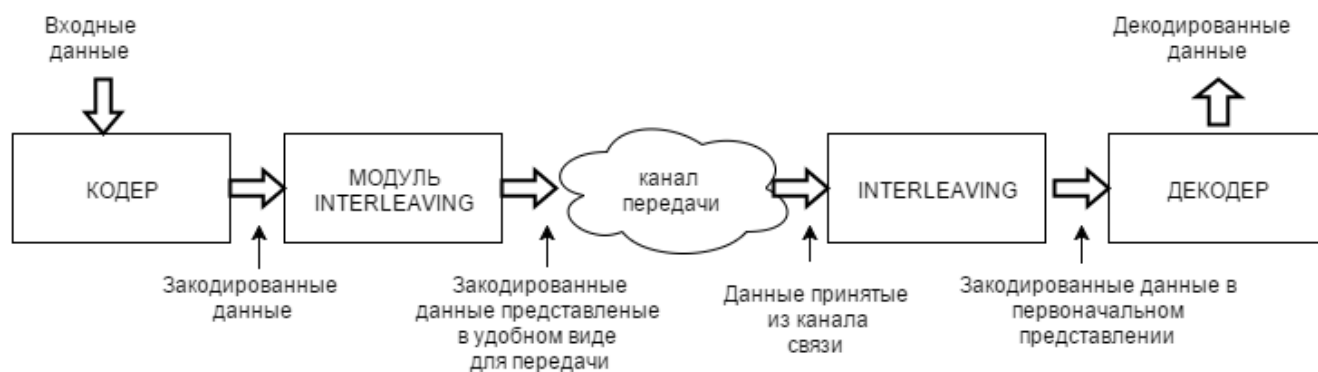 Входные
данные
Декодированные
данные
КОДЕР
МОДУЛЬ
INTERLEAVING
канал
передачи
INTERLEAVING
ДЕКОДЕР
Закодированные
данные
Закодированные
данные представленые
в удобном виде
для передачи
Данные принятые
из канала
связи
Закодированные данные в
первоначальном
представлении